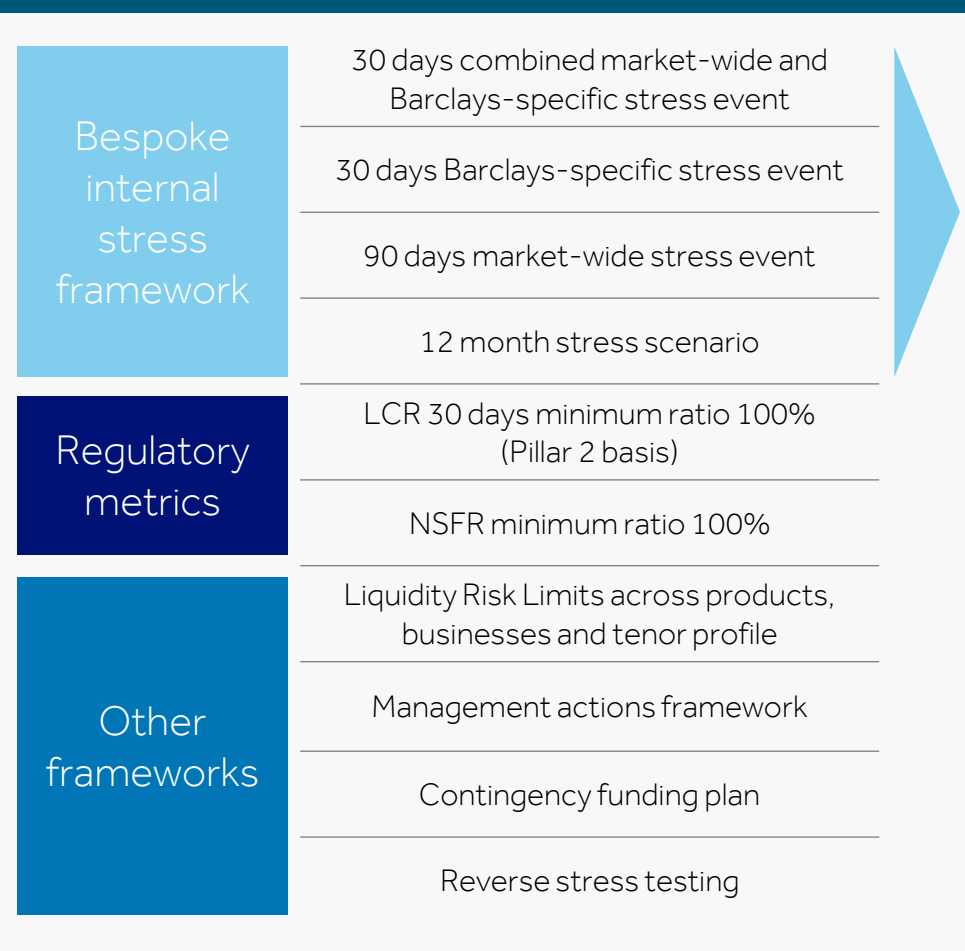 Bespoke
internal
stress
framework
30 days combined market-wide and
Barclays-specific stress event
30 days Barclays-specific stress event
90 days market-wide stress event
12 month stress scenario
Regulatory
metrics
LCR 30 days minimum ratio 100%
(Pillar 2 basis)
NSFR minimum ratio 100%
Other
frameworks
Liquidity Risk Limits across products,
businesses and tenor profile
Management actions framework
Contingency funding plan
Reverse stress testing